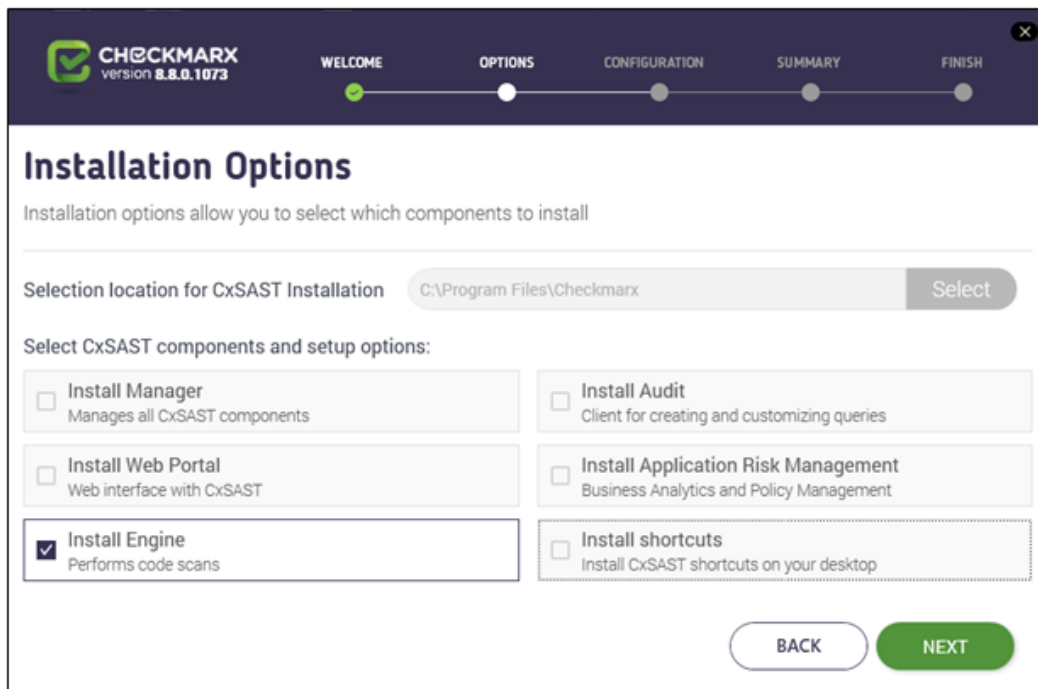 CHECKMARX
version 8.8.0.1073
WELCOME
OPTIONS
CONFIGURATION
SUMMARY
FINISH
Installation Options
Installation options allow you to select which components to install
Selection location for CxSAST Installation
C:\Program Files\Checkmarx
Select
Select CxSAST components and setup options:
Install Manager
Manages all CxSAST components
Install Audit
Client for creating and customizing queries
Install Web Portal
Web interface with CxSAST
Install Application Risk Management
Business Analytics and Policy Management
Install Engine
Performs code scans
Install shortcuts
Install CxSAST shortcuts on your desktop
BACK
NEXT